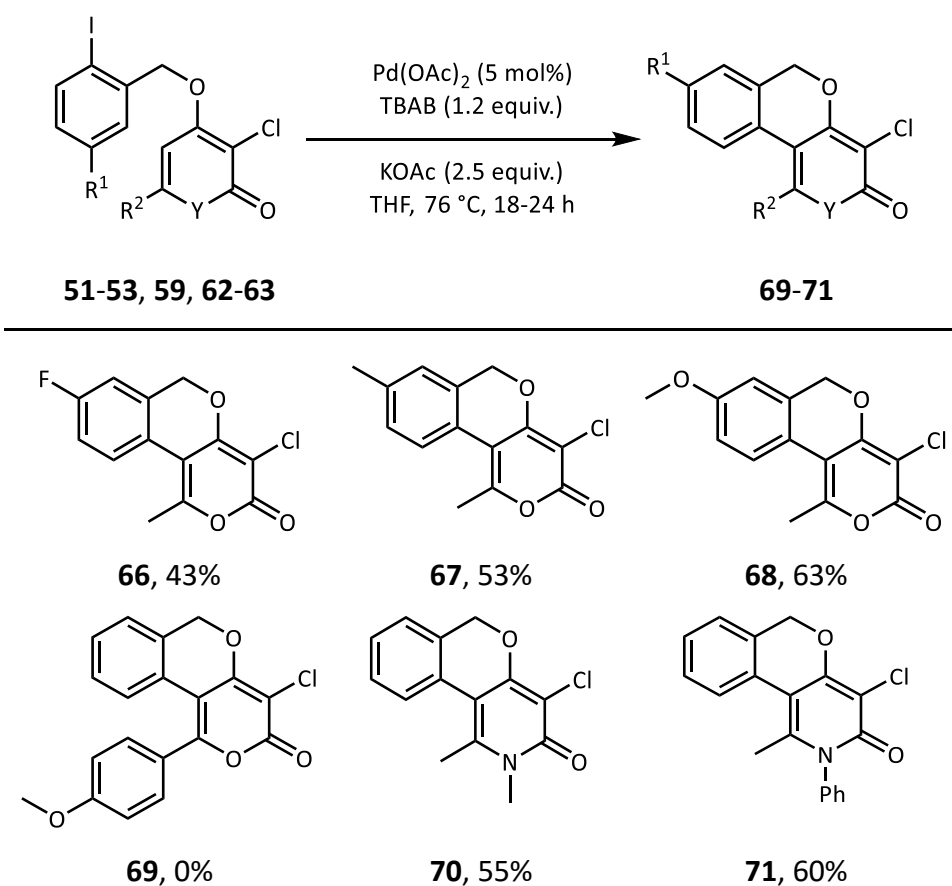 I
O
Cl
R¹
R²
Y
O
Pd(OAc)₂ (5 mol%)
TBAB (1.2 equiv.)
KOAc (2.5 equiv.)
THF, 76 °C, 18-24 h
R¹
O
Cl
R²
Y
O
51-53, 59, 62-63
69-71
F
O
Cl
O
O
66, 43%
O
Cl
O
O
67, 53%
O
O
Cl
O
O
68, 63%
O
Cl
O
O
O
69, 0%
O
Cl
N
O
70, 55%
O
Cl
N
O
Ph
71, 60%